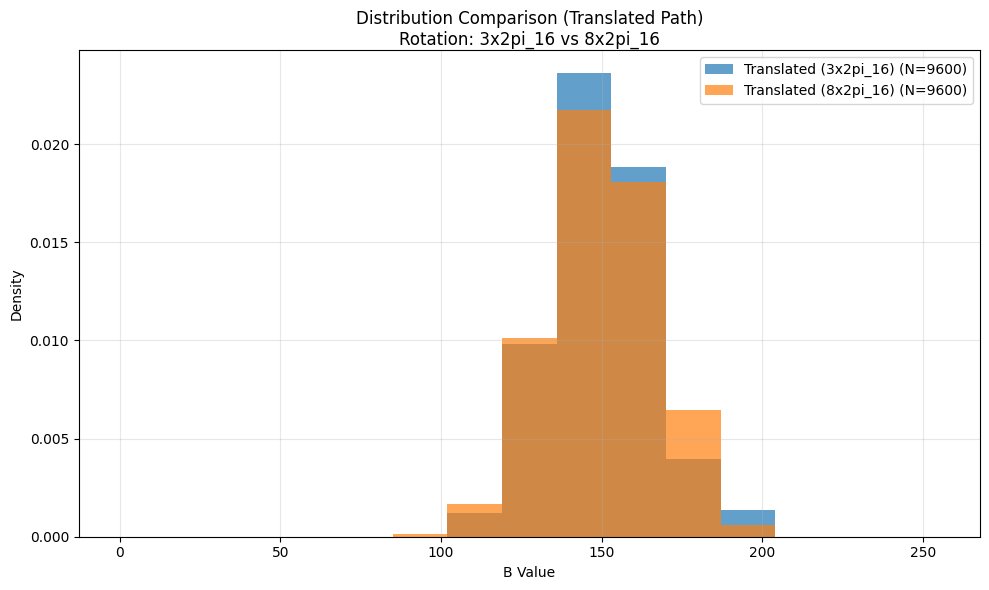 Distribution Comparison (Translated Path)
Rotation: 3x2pi_16 vs 8x2pi_16
Translated (3x2pi_16) (N=9600)
Translated (8x2pi_16) (N=9600)
Density
0.020
0.015
0.010
0.005
0.000
0 50 100 150 200 250
B Value